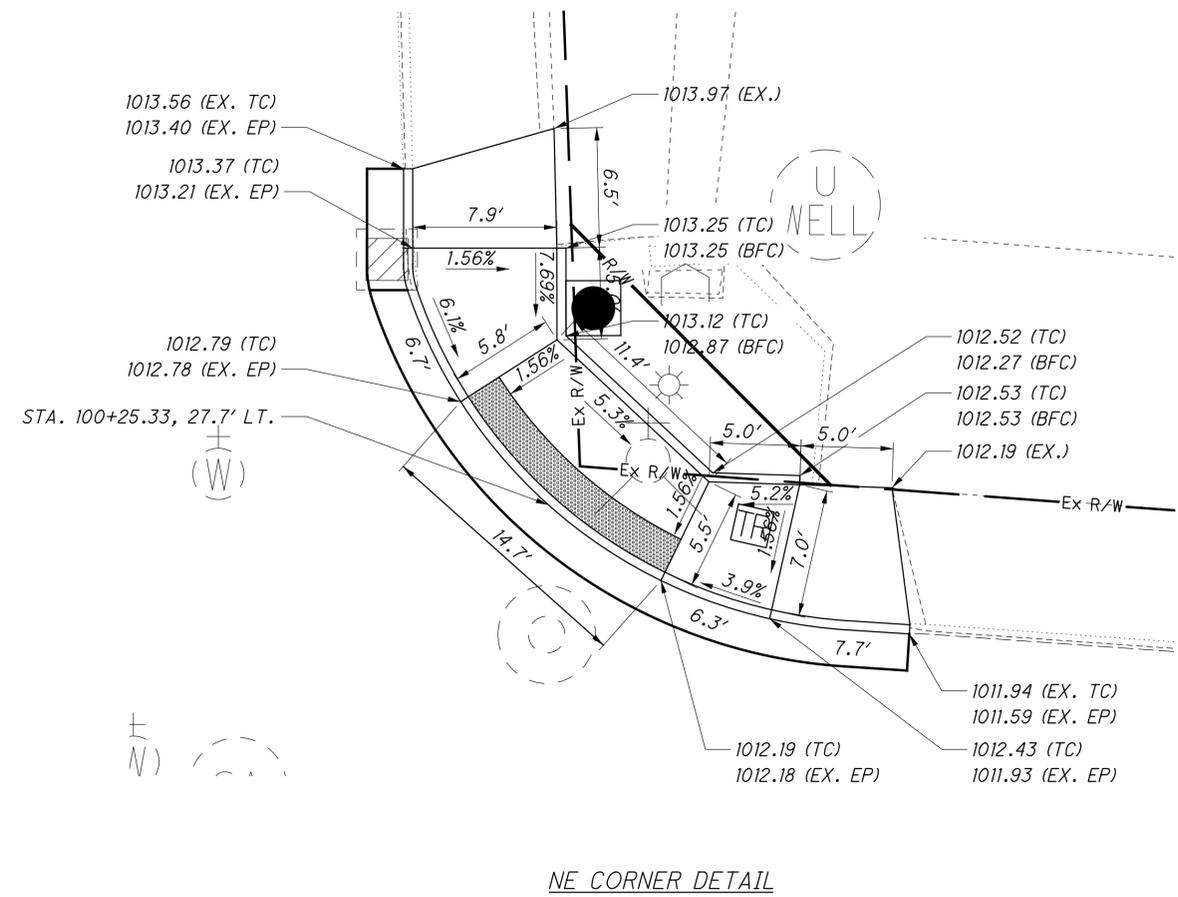 1013.56 (EX. TC)
1013.40 (EX. EP)
1013.97 (EX.)
1013.37 (TC)
1013.21 (EX. EP)
6.5'
U
WELL
7.9'
1013.25 (TC)
1013.25 (BFC)
1.56%
7.69%
R/W
5.0'
6.1%
6.7'
5.8'
1.56%
11.4'
1013.12 (TC)
1012.87 (BFC)
1012.79 (TC)
1012.78 (EX. EP)
1012.52 (TC)
1012.27 (BFC)
1012.53 (TC)
1012.53 (BFC)
Ex R/W
5.3%
5.0'
5.0'
STA. 100+25.33, 27.7' LT.
(W)
1012.19 (EX.)
Ex R/W
1.56%
5.2%
Ex R/W
5.5'
1.56%
7.0'
14.7'
3.9%
6.3'
7.7'
1011.94 (EX. TC)
1011.59 (EX. EP)
1012.19 (TC)
1012.18 (EX. EP)
1012.43 (TC)
1011.93 (EX. EP)
NE CORNER DETAIL